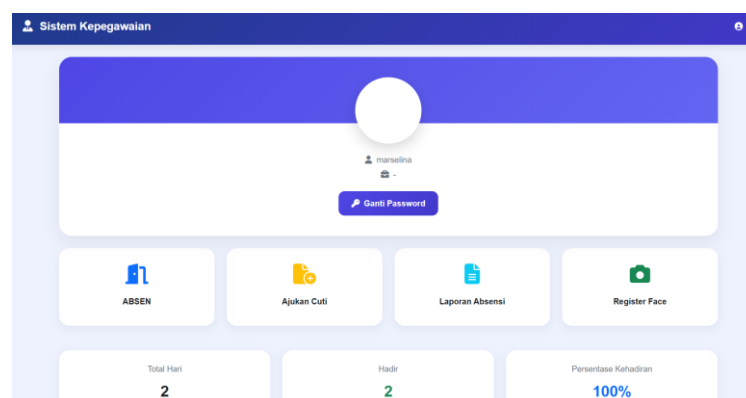 Sistem Kepegawaian
marselina
-
Ganti Password
ABSEN
Ajukan Cuti
Laporan Absensi
Register Face
Total Hari
Hadir
Persentase Kehadiran
2
2
100%